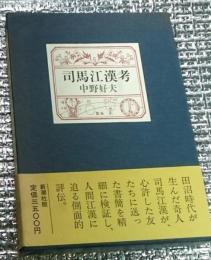 司馬江漢考
中野好夫
田沼時代が
生んだ奇人
司馬江漢が
心許した友
たちに送っ
た書簡を精
細に検証し、
人間江漢に
迫る側面的
評伝。
新潮社版
定価三五〇〇円